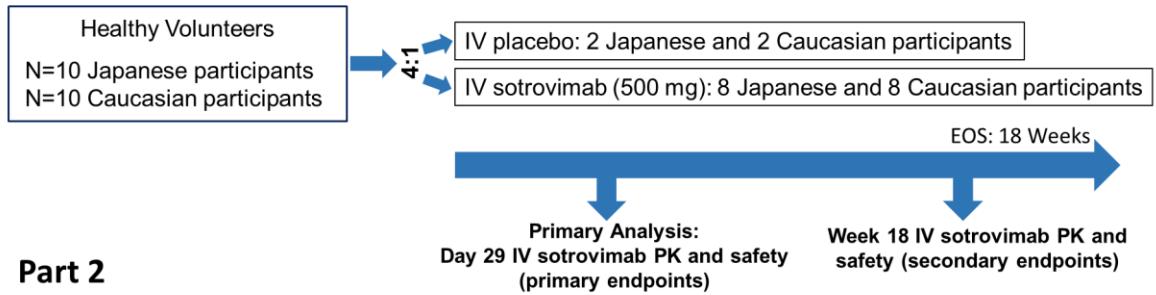 Healthy Volunteers
N=10 Japanese participants
N=10 Caucasian participants
4:1
IV placebo: 2 Japanese and 2 Caucasian participants
IV sotrovimab (500 mg): 8 Japanese and 8 Caucasian participants
EOS: 18 Weeks
Primary Analysis:
Day 29 IV sotrovimab PK and safety
(primary endpoints)
Week 18 IV sotrovimab PK and
safety (secondary endpoints)
Part 2